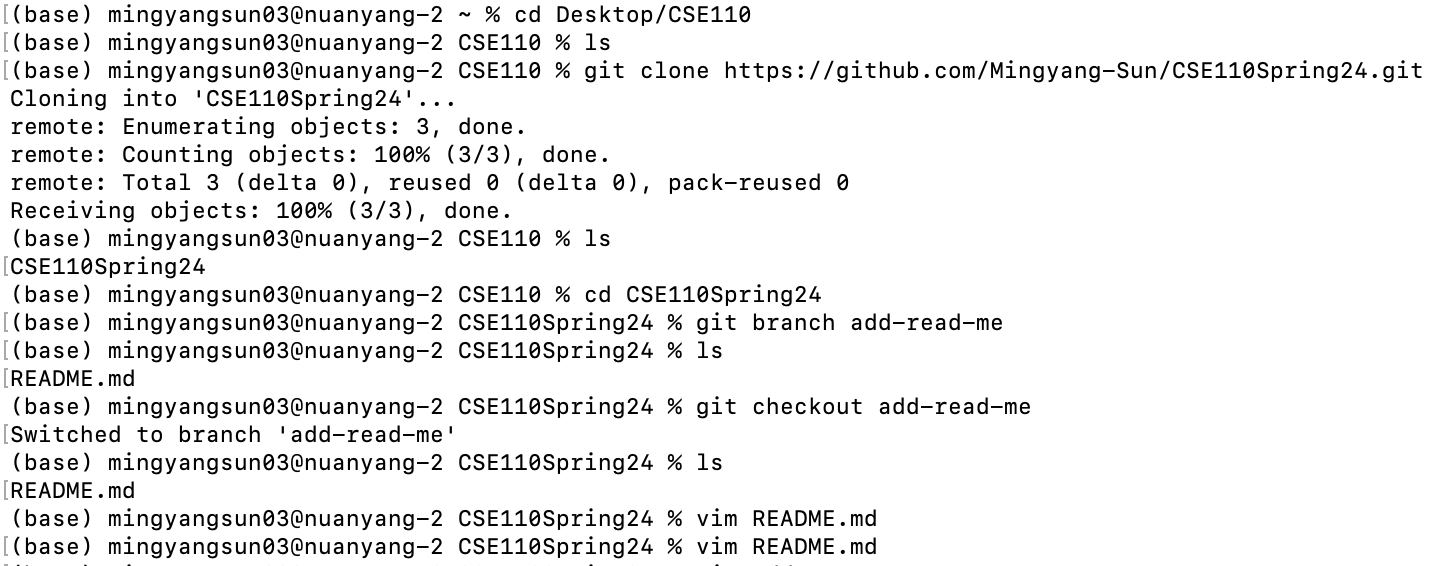 [(base) mingyangsun03@nuanyang-2 ~ % cd Desktop/CSE110
[(base) mingyangsun03@nuanyang-2 CSE110 % ls
[(base) mingyangsun03@nuanyang-2 CSE110 % git clone https://github.com/Mingyang-Sun/CSE110Spring24.git
Cloning into 'CSE110Spring24'...
remote: Enumerating objects: 3, done.
remote: Counting objects: 100% (3/3), done.
remote: Total 3 (delta 0), reused 0 (delta 0), pack-reused 0
Receiving objects: 100% (3/3), done.
(base) mingyangsun03@nuanyang-2 CSE110 % ls
[CSE110Spring24
(base) mingyangsun03@nuanyang-2 CSE110 % cd CSE110Spring24
[(base) mingyangsun03@nuanyang-2 CSE110Spring24 % git branch add-read-me
[(base) mingyangsun03@nuanyang-2 CSE110Spring24 % ls
[README.md
(base) mingyangsun03@nuanyang-2 CSE110Spring24 % git checkout add-read-me
[Switched to branch 'add-read-me'
(base) mingyangsun03@nuanyang-2 CSE110Spring24 % ls
[README.md
(base) mingyangsun03@nuanyang-2 CSE110Spring24 % vim README.md
[(base) mingyangsun03@nuanyang-2 CSE110Spring24 % vim README.md